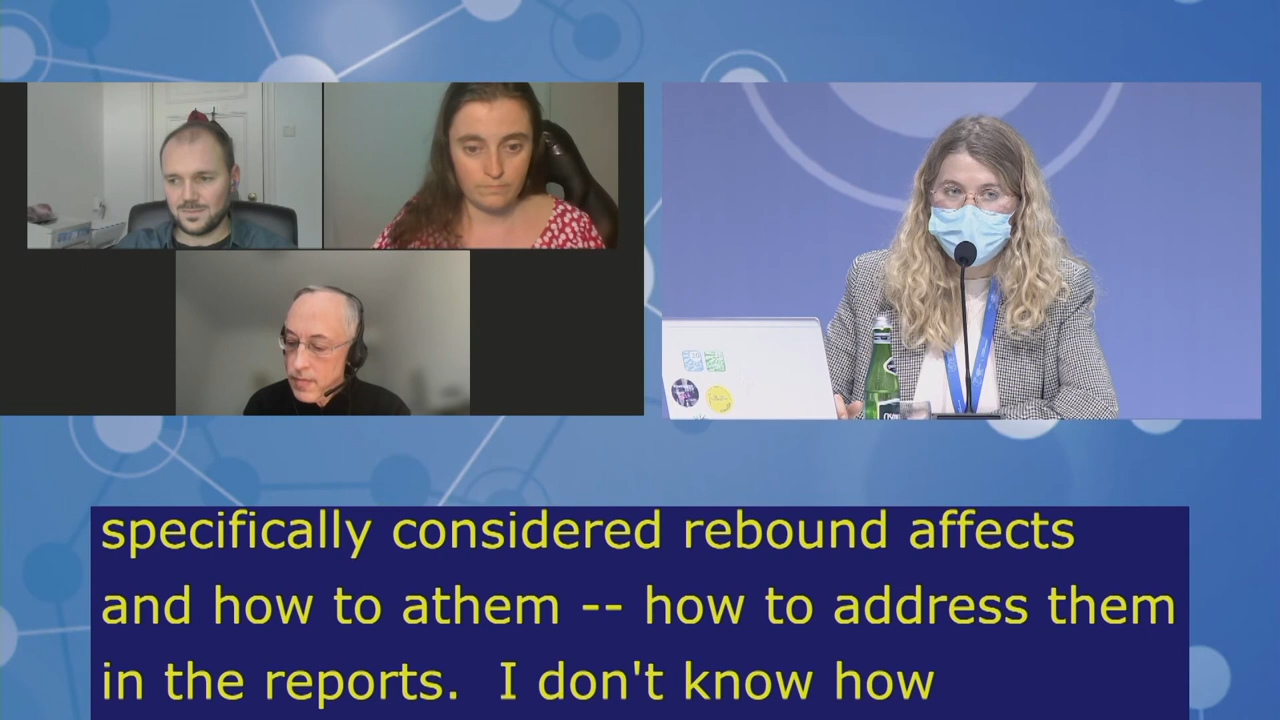 specifically considered rebound affects
and how to athem -- how to address them
in the reports.  I don't know how